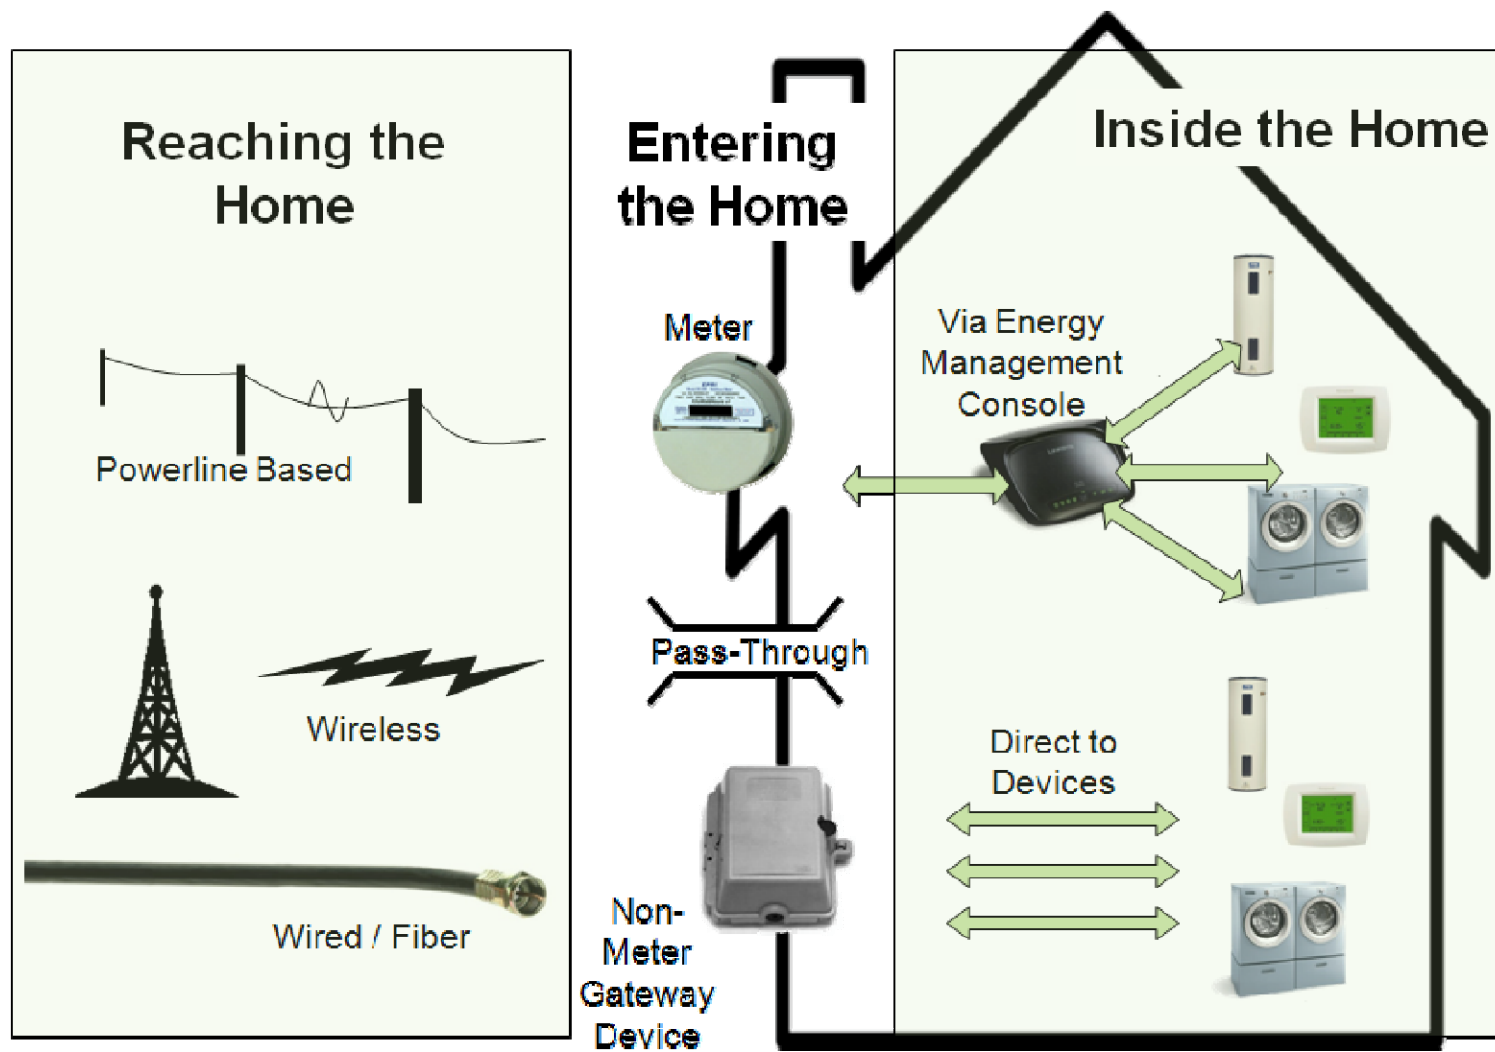 Reaching the
Home
Powerline Based
Wireless
Wired / Fiber
Entering
the Home
Meter
Pass-Through
Non-
Meter
Gateway
Device
Inside the Home
Via Energy
Management
Console
Direct to
Devices